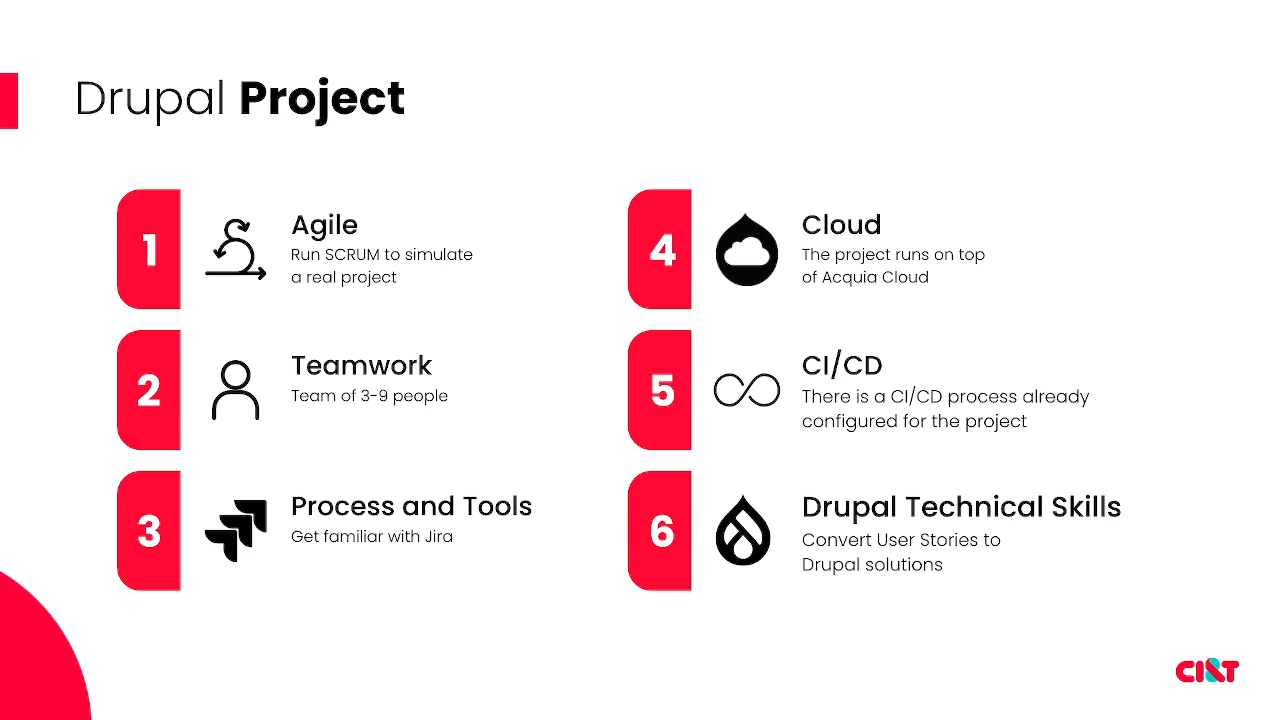 Drupal Project
1
Agile
Run SCRUM to simulate
a real project
2
Teamwork
Team of 3-9 people
3
Process and Tools
Get familiar with Jira
4
Cloud
The project runs on top
of Acquia Cloud
5
CI/CD
There is a CI/CD process already
configured for the project
6
Drupal Technical Skills
Convert User Stories to
Drupal solutions
CI&T